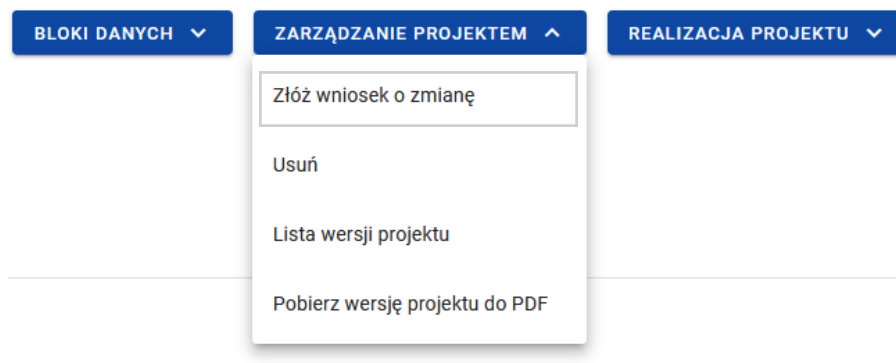 BLOKI DANYCH
ZARZĄDZANIE PROJEKTEM
REALIZACJA PROJEKTU
Złóż wniosek o zmianę
Usuń
Lista wersji projektu
Pobierz wersję projektu do PDF